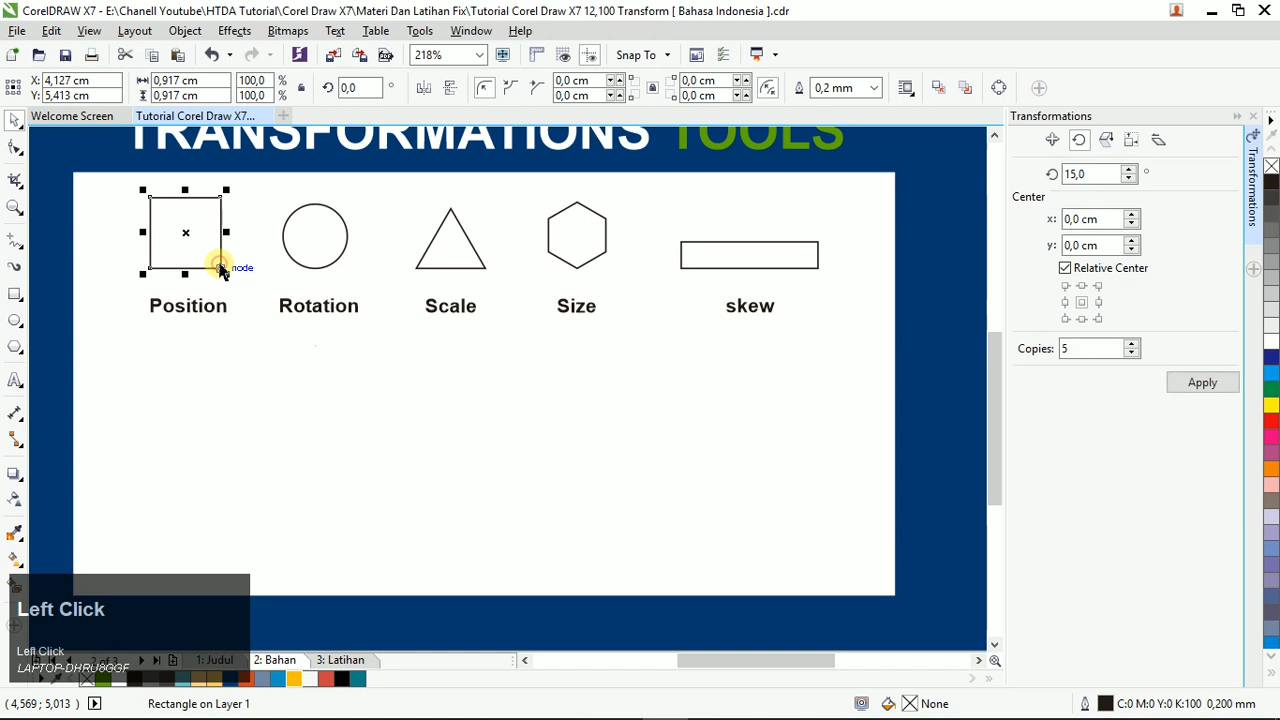 CorelDRAW X7 - E:\Chanell Youtube\HTDA Tutorial\Corel Draw X7\Materi Dan Latihan Fix\Tutorial Corel Draw X7 12,100 Transform [ Bahasa Indonesia ].cdr
File Edit View Layout Object Effects Bitmaps Text Table Tools Window Help
218% Snap To
X: 4,127 cm 0,917 cm 100,0 % 0,0 ° 0,0 cm 0,0 cm 0,2 mm
Y: 5,413 cm 0,917 cm 100,0 % 0,0 cm 0,0 cm
Welcome Screen Tutorial Corel Draw X7... Transformations
TRANSFORMATIONS TOOLS
15,0 °
Center
x: 0,0 cm
y: 0,0 cm
Relative Center
Copies: 5
Apply
Transformations
node
Position Rotation Scale Size skew
Left Click
Left Click
LAPTOP-DHRU8GGF
2 of 3 1: Judul 2: Bahan 3: Latihan
( 4,569 ; 5,013 ) Rectangle on Layer 1 None C:0 M:0 Y:0 K:100 0,200 mm